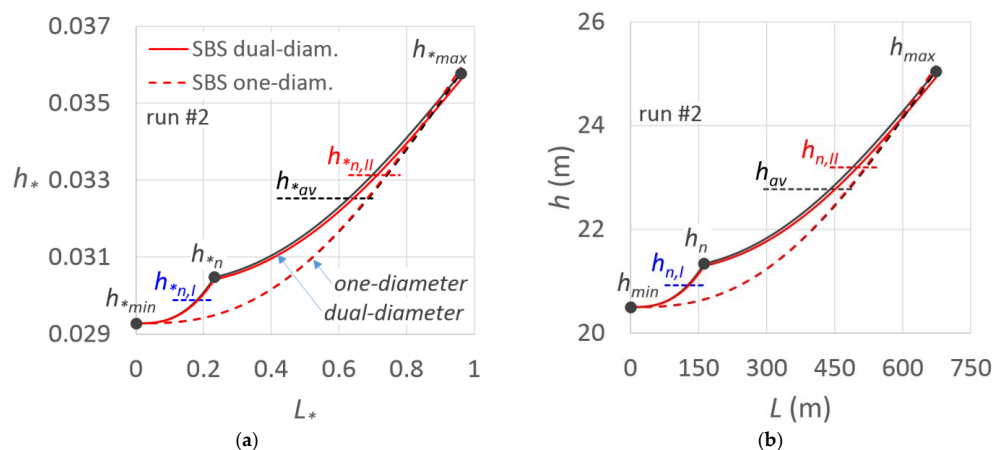 0.037
0.035
0.033
0.031
0.029
h*
SBS dual-diam.
SBS one-diam.
run #2
h*max
h*n,II
h*av
h*n
h*n,I
h*min
one-diameter
dual-diameter
0 0.2 0.4 0.6 0.8 1
L*
(a)
26
24
22
20
h (m)
run #2
hmax
hn,II
hav
hn
hn,I
hmin
0 150 300 450 600 750
L (m)
(b)